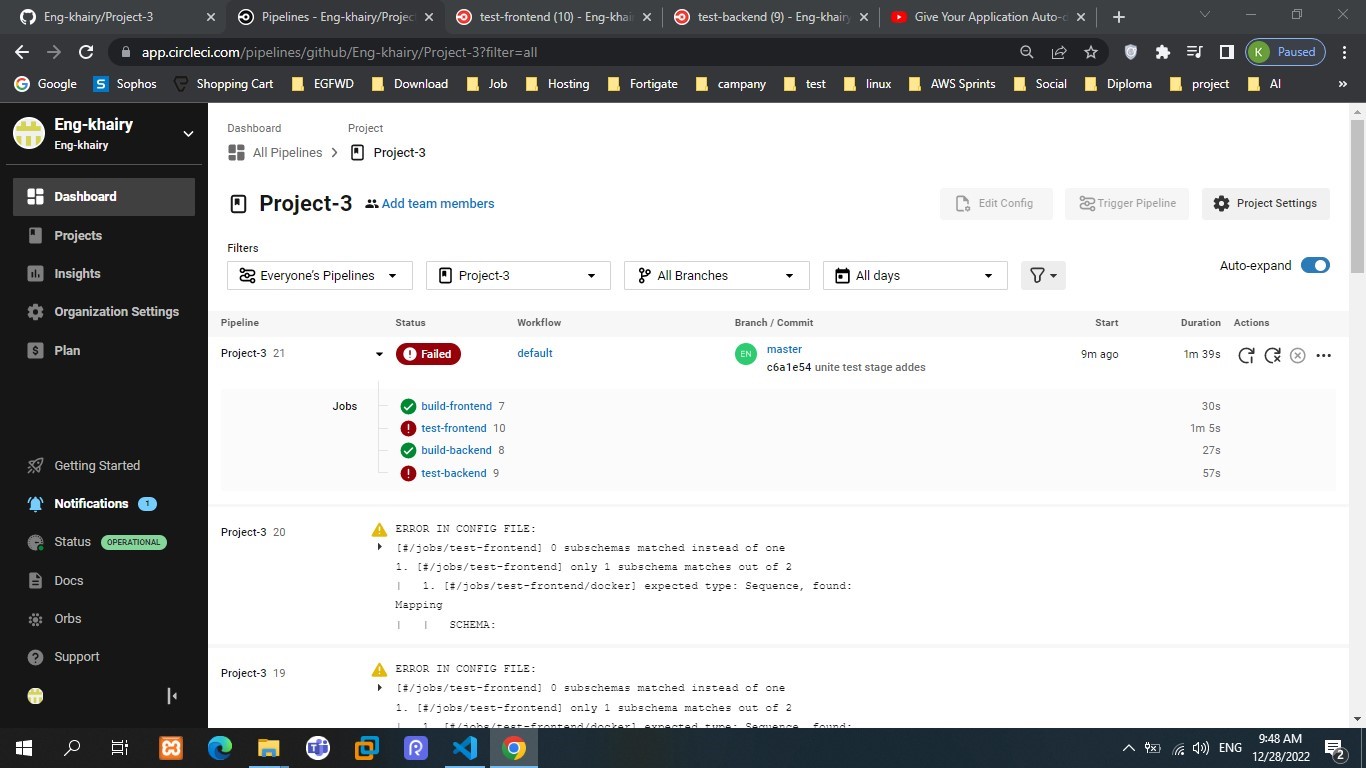 Eng-khairy/Project-3
Pipelines - Eng-khairy/Projec
test-frontend (10) - Eng-khai
test-backend (9) - Eng-khairy
Give Your Application Auto-
app.circleci.com/pipelines/github/Eng-khairy/Project-3?filter=all
K Paused
Google
Sophos
Shopping Cart
EGFWD
Download
Job
Hosting
Fortigate
campany
test
linux
AWS Sprints
Social
Diploma
project
AI
»
Eng-khairy
Eng-khairy
Dashboard
Projects
Insights
Organization Settings
Plan
Getting Started
Notifications 1
Status OPERATIONAL
Docs
Orbs
Support
Dashboard
Project
All Pipelines
Project-3
Project-3
Add team members
Edit Config
Trigger Pipeline
Project Settings
Filters
Everyone's Pipelines
Project-3
All Branches
All days
Auto-expand
Pipeline
Status
Workflow
Branch / Commit
Start
Duration
Actions
Project-3 21
Failed
default
EN
master
c6a1e54 unite test stage addes
9m ago
1m 39s
Jobs
build-frontend 7
30s
test-frontend 10
1m 5s
build-backend 8
27s
test-backend 9
57s
Project-3 20
ERROR IN CONFIG FILE:
[#/jobs/test-frontend] 0 subschemas matched instead of one
1. [#/jobs/test-frontend] only 1 subschema matches out of 2
| 1. [#/jobs/test-frontend/docker] expected type: Sequence, found:
Mapping
| | SCHEMA:
Project-3 19
ERROR IN CONFIG FILE:
[#/jobs/test-frontend] 0 subschemas matched instead of one
1. [#/jobs/test-frontend] only 1 subschema matches out of 2
| 1. [#/jobs/test-frontend/docker] expected type: Sequence, found:
ENG
9:48 AM
12/28/2022
2